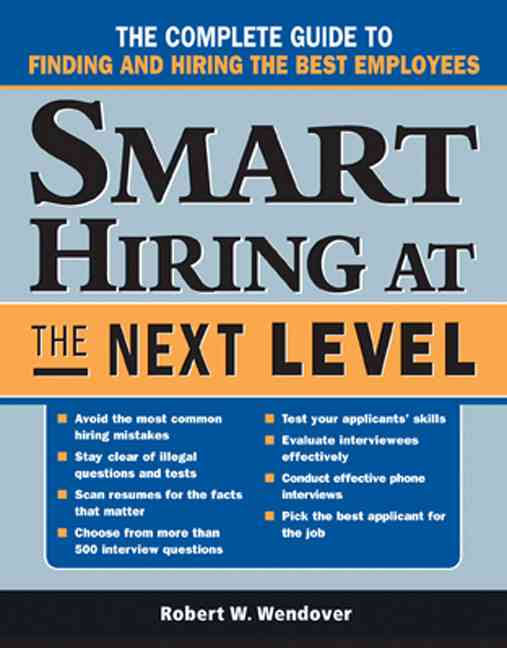 THE COMPLETE GUIDE TO
FINDING AND HIRING THE BEST EMPLOYEES
SMART
HIRING AT
THE NEXT LEVEL
Avoid the most common
hiring mistakes
Stay clear of illegal
questions and tests
Scan resumes for the facts
that matter
Choose from more than
500 interview questions
Test your applicants' skills
Evaluate interviewees
effectively
Conduct effective phone
interviews
Pick the best applicant for
the job
Robert W. Wendover